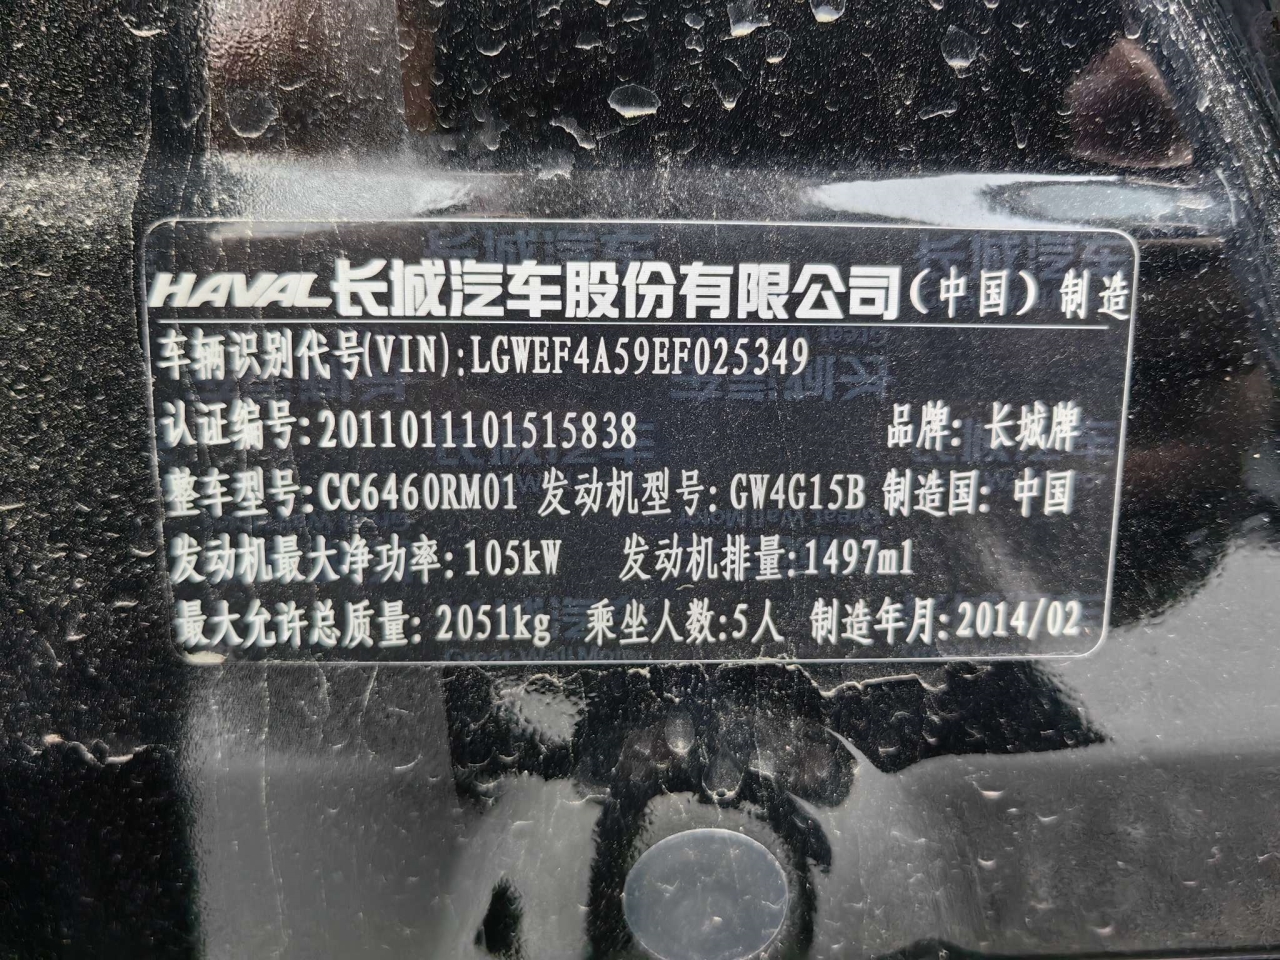 HAVAL长城汽车股份有限公司(中国)制造
车辆识别代号(VIN):LGWEF4A59EF025349
认证编号:2011011101515838 品牌: 长城牌
整车型号:CC6460RM01 发动机型号: GW4G15B 制造国: 中国
发动机最大净功率: 105kW 发动机排量:1497ml
最大允许总质量: 2051kg 乘坐人数:5人 制造年月:2014/02